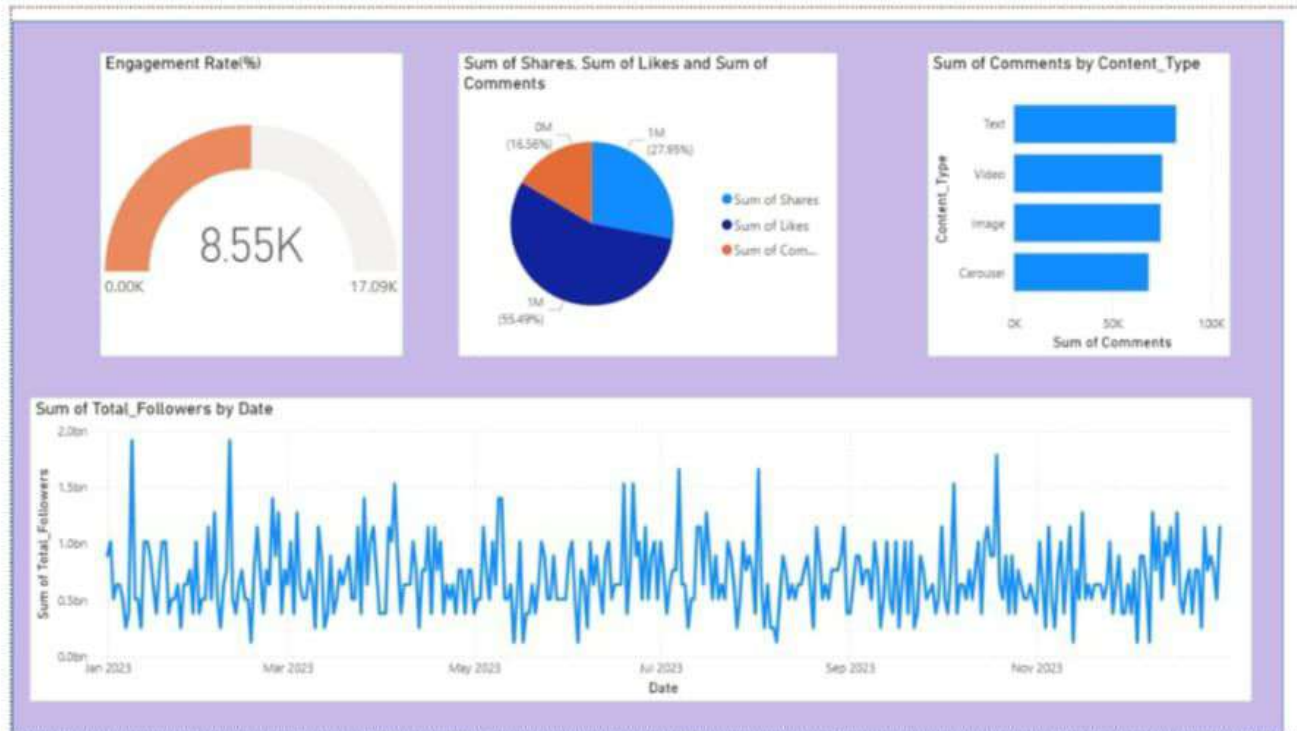 Engagement Rate(%)
8.55K
0.00K
17.09K
Sum of Shares, Sum of Likes and Sum of
Comments
0M
(16.56%)
1M
(27.95%)
1M
(55.49%)
Sum of Shares
Sum of Likes
Sum of Com...
Sum of Comments by Content_Type
Content_Type
Text
Video
Image
Carousel
0K
50K
100K
Sum of Comments
Sum of Total_Followers by Date
Sum of Total_Followers
2.0bn
1.5bn
1.0bn
0.5bn
0.0bn
Jan 2023
Mar 2023
May 2023
Jul 2023
Sep 2023
Nov 2023
Date